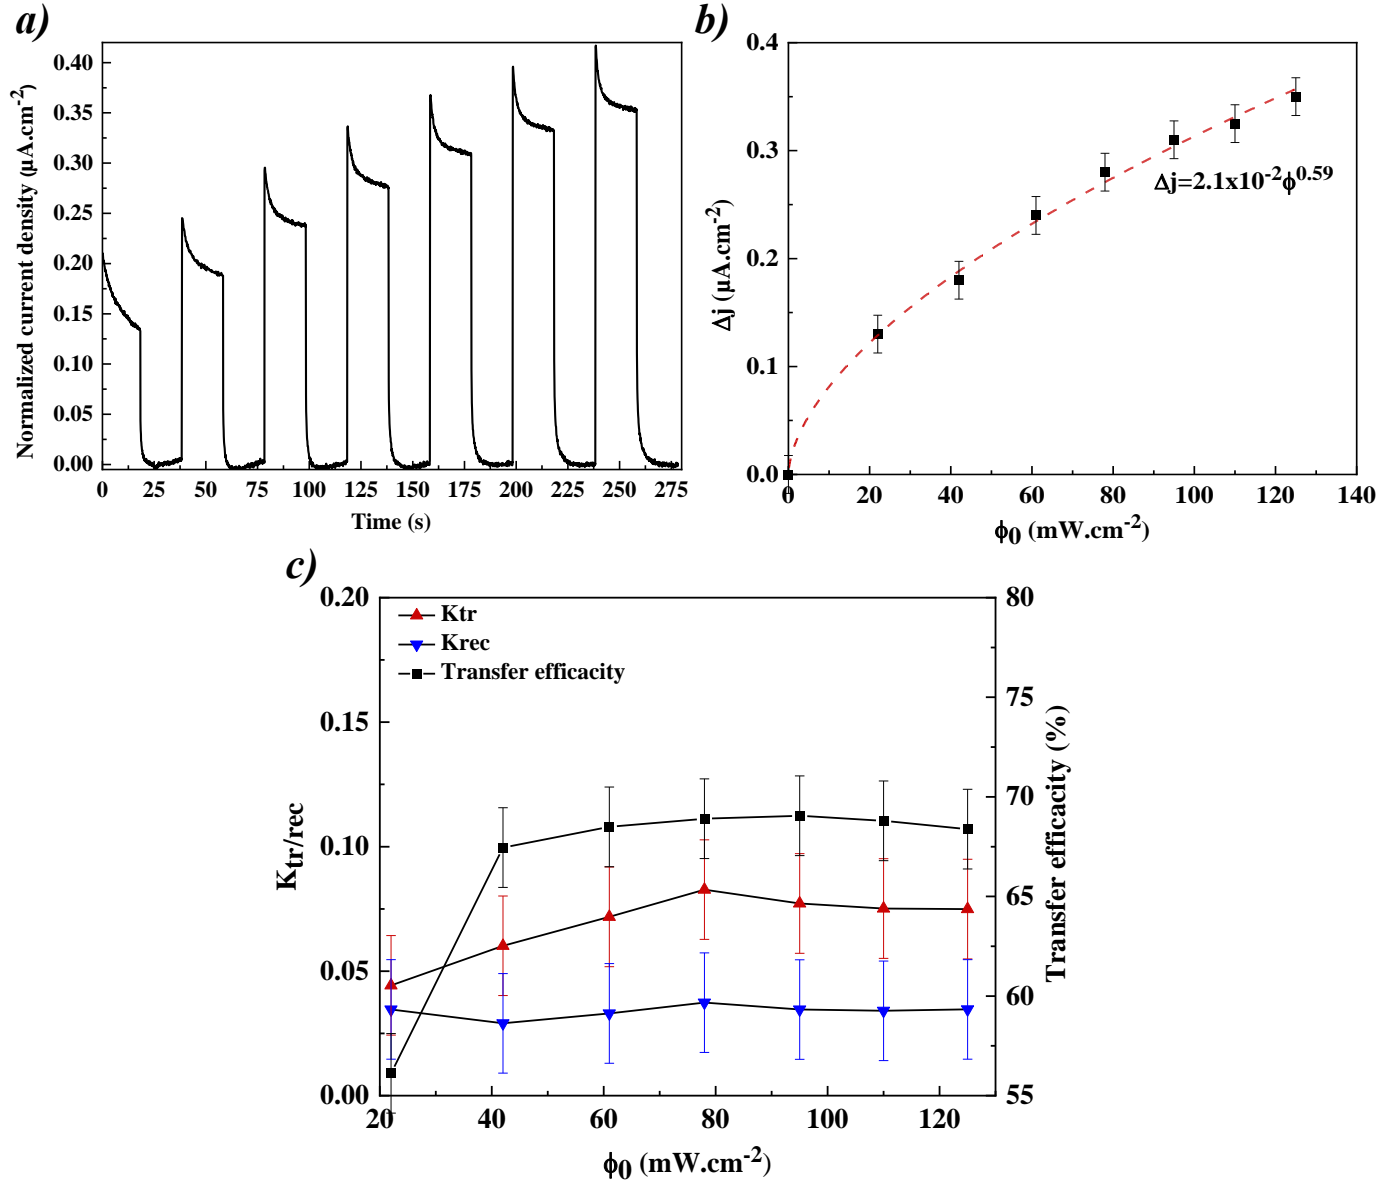 a)
Normalized current density (µA.cm⁻²)
0.40
0.35
0.30
0.25
0.20
0.15
0.10
0.05
0.00
0 25 50 75 100 125 150 175 200 225 250 275
Time (s)
b)
Δj (µA.cm⁻²)
0.4
0.3
0.2
0.1
0.0
Δj=2.1x10⁻²ϕ⁰·⁵⁹
0 20 40 60 80 100 120 140
ϕ₀ (mW.cm⁻²)
c)
Ktr/rec
0.20
0.15
0.10
0.05
0.00
Ktr
Krec
Transfer efficacity
80
75
70
65
60
55
Transfer efficacity (%)
20 40 60 80 100 120
ϕ₀ (mW.cm⁻²)